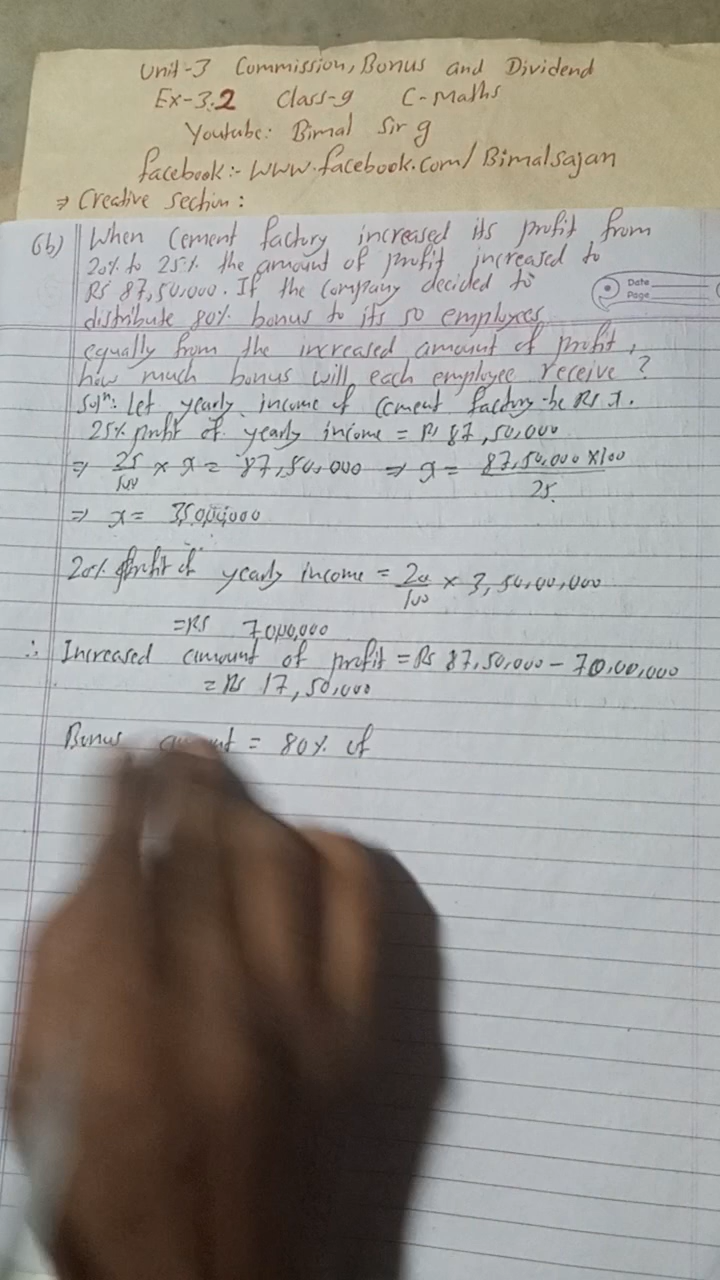 Unit-3 Commission, Bonus and Dividend
Ex-3.2 Class-9 C-Maths
Youtube: Bimal Sir g
facebook:- www.facebook.com/Bimalsajan
⇒ Creative section:
6b) When Cement factory increased its profit from
20% to 25% the amount of profit increased to
RS 87,50,000. If the Company decided to
Date
Page
distribute 80% bonus to its 50 employees
equally from the increased amount of profit,
how much bonus will each employee receive?
Solⁿ: Let yearly income of cement factory be RS x.
25% profit of yearly income = RS 87,50,000
⇒ 25/100 × x = 87,50,000 ⇒ x = 87,50,000 × 100 / 25
⇒ x = 3,50,00,000
20% profit of yearly income = 20/100 × 3,50,00,000
= RS 70,00,000
∴ Increased amount of profit = RS 87,50,000 - 70,00,000
= RS 17,50,000
Bonus amount = 80% of